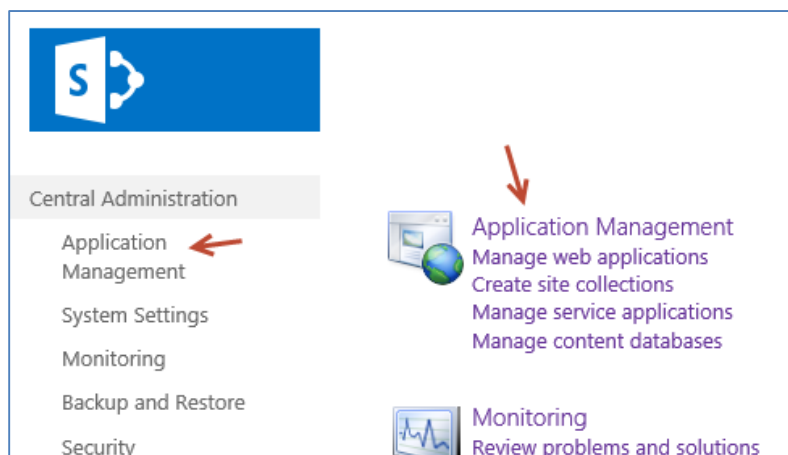 S
Central Administration
Application
Management
System Settings
Monitoring
Backup and Restore
Security
Application Management
Manage web applications
Create site collections
Manage service applications
Manage content databases
Monitoring
Review problems and solutions